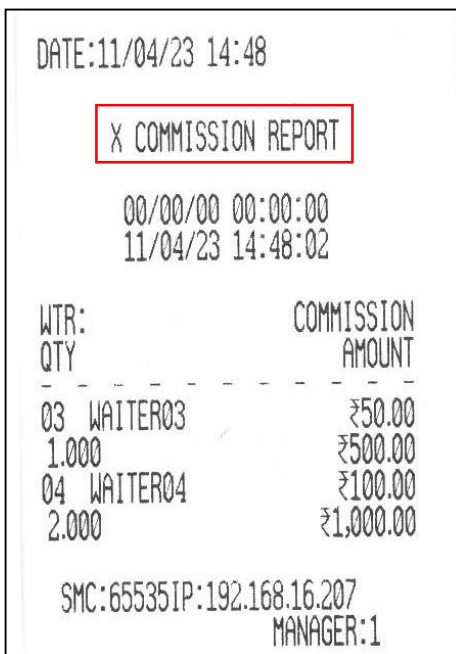 DATE:11/04/23 14:48
X COMMISSION REPORT
00/00/00 00:00:00
11/04/23 14:48:02
WTR: COMMISSION
QTY AMOUNT
- - - - - - - - - - - -
03 WAITER03 ₹50.00
1.000 ₹500.00
04 WAITER04 ₹100.00
2.000 ₹1,000.00
SMC:65535IP:192.168.16.207
MANAGER:1